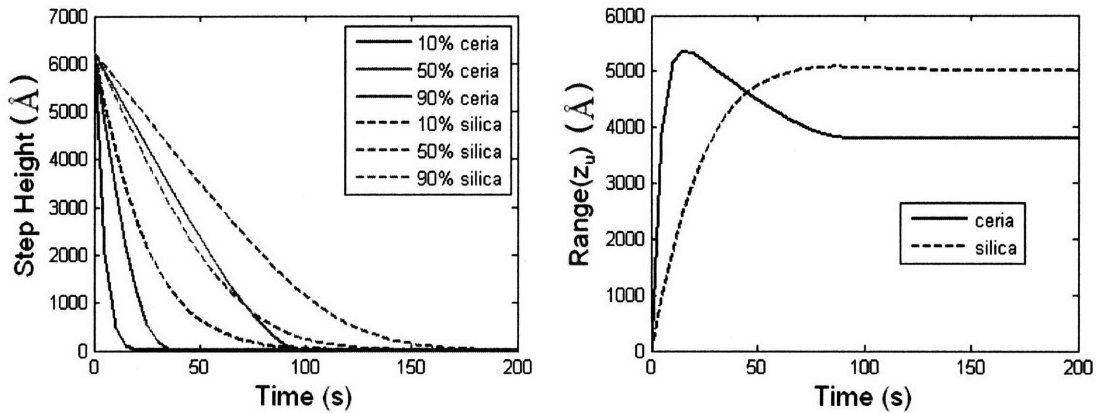 Step Height (Å)
7000
6000
5000
4000
3000
2000
1000
0
10% ceria
50% ceria
90% ceria
10% silica
50% silica
90% silica
0 50 100 150 200
Time (s)
Range(zu) (Å)
6000
5000
4000
3000
2000
1000
0
ceria
silica
0 50 100 150 200
Time (s)